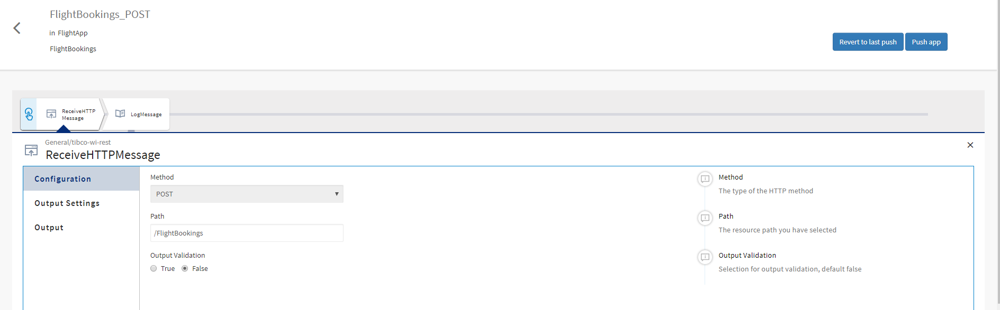 FlightBookings_POST
in FlightApp
FlightBookings
Revert to last push
Push app
ReceiveHTTP
Message
LogMessage
General/tibco-wi-rest
ReceiveHTTPMessage
Configuration
Output Settings
Output
Method
POST
Path
/FlightBookings
Output Validation
True False
Method
The type of the HTTP method
Path
The resource path you have selected
Output Validation
Selection for output validation, default false